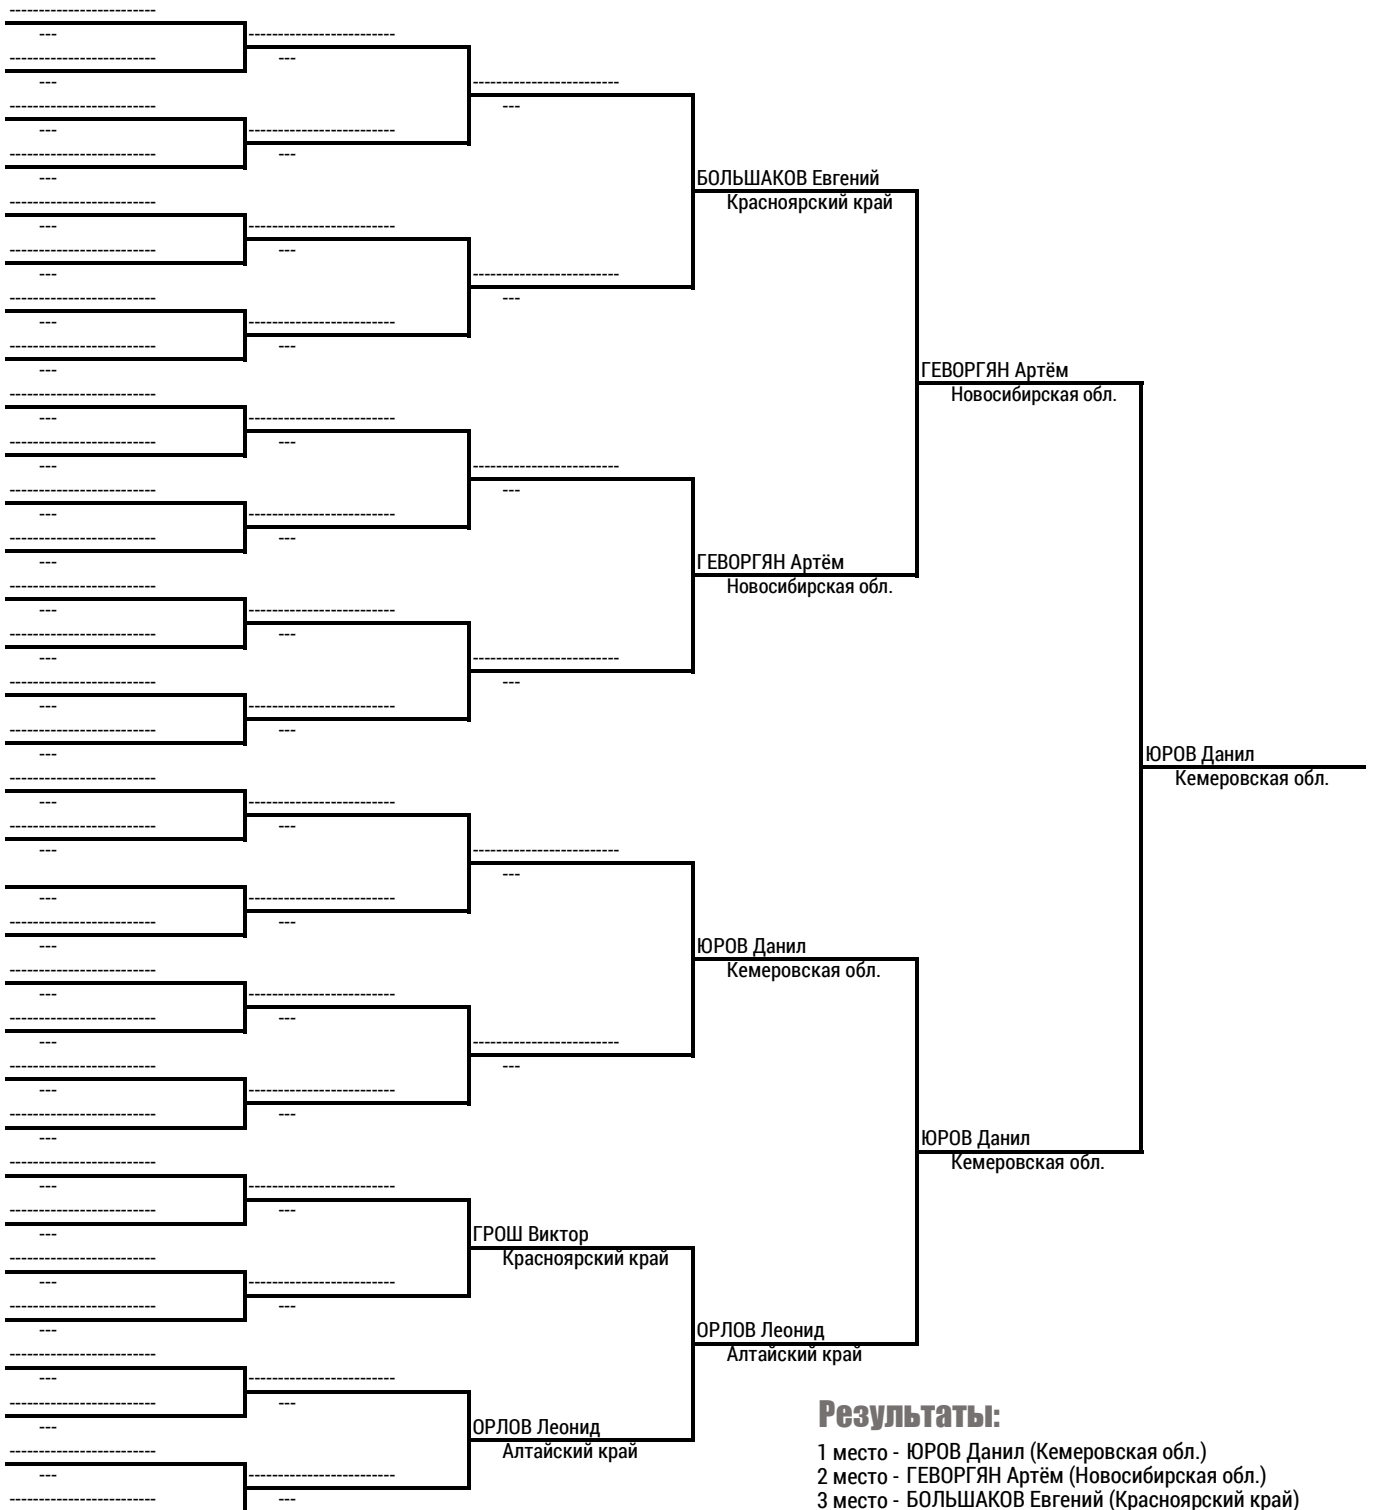 БОЛЬШАКОВ Евгений
Красноярский край
ГЕВОРГЯН Артём
Новосибирская обл.
ГЕВОРГЯН Артём
Новосибирская обл.
ЮРОВ Данил
Кемеровская обл.
ЮРОВ Данил
Кемеровская обл.
ЮРОВ Данил
Кемеровская обл.
ГРОШ Виктор
Красноярский край
ОРЛОВ Леонид
Алтайский край
ОРЛОВ Леонид
Алтайский край
Результаты:
1 место - ЮРОВ Данил (Кемеровская обл.)
2 место - ГЕВОРГЯН Артём (Новосибирская обл.)
3 место - БОЛЬШАКОВ Евгений (Красноярский край)